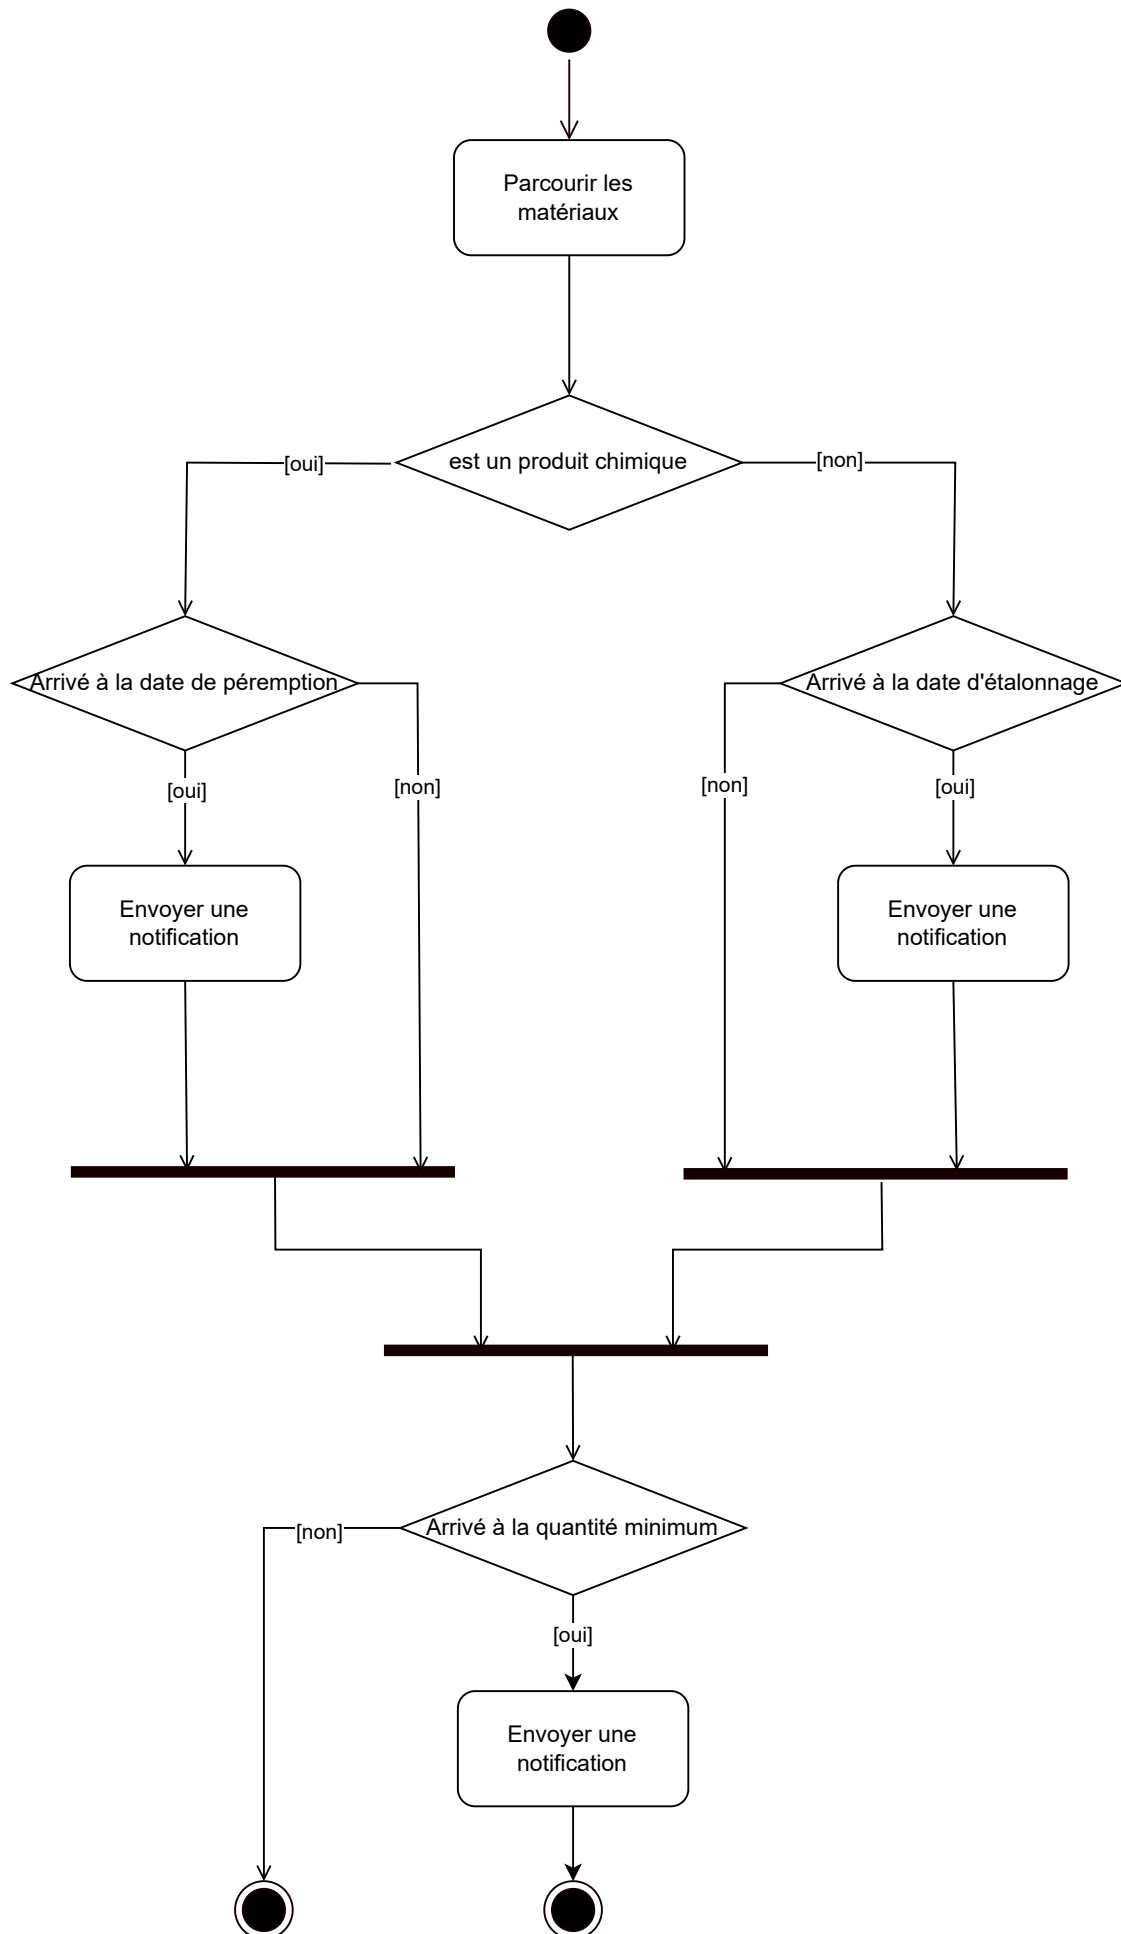 Parcourir les
matériaux
est un produit chimique
[oui]
[non]
Arrivé à la date de péremption
Arrivé à la date d'étalonnage
[oui]
[non]
[non]
[oui]
Envoyer une
notification
Envoyer une
notification
Arrivé à la quantité minimum
[non]
[oui]
Envoyer une
notification